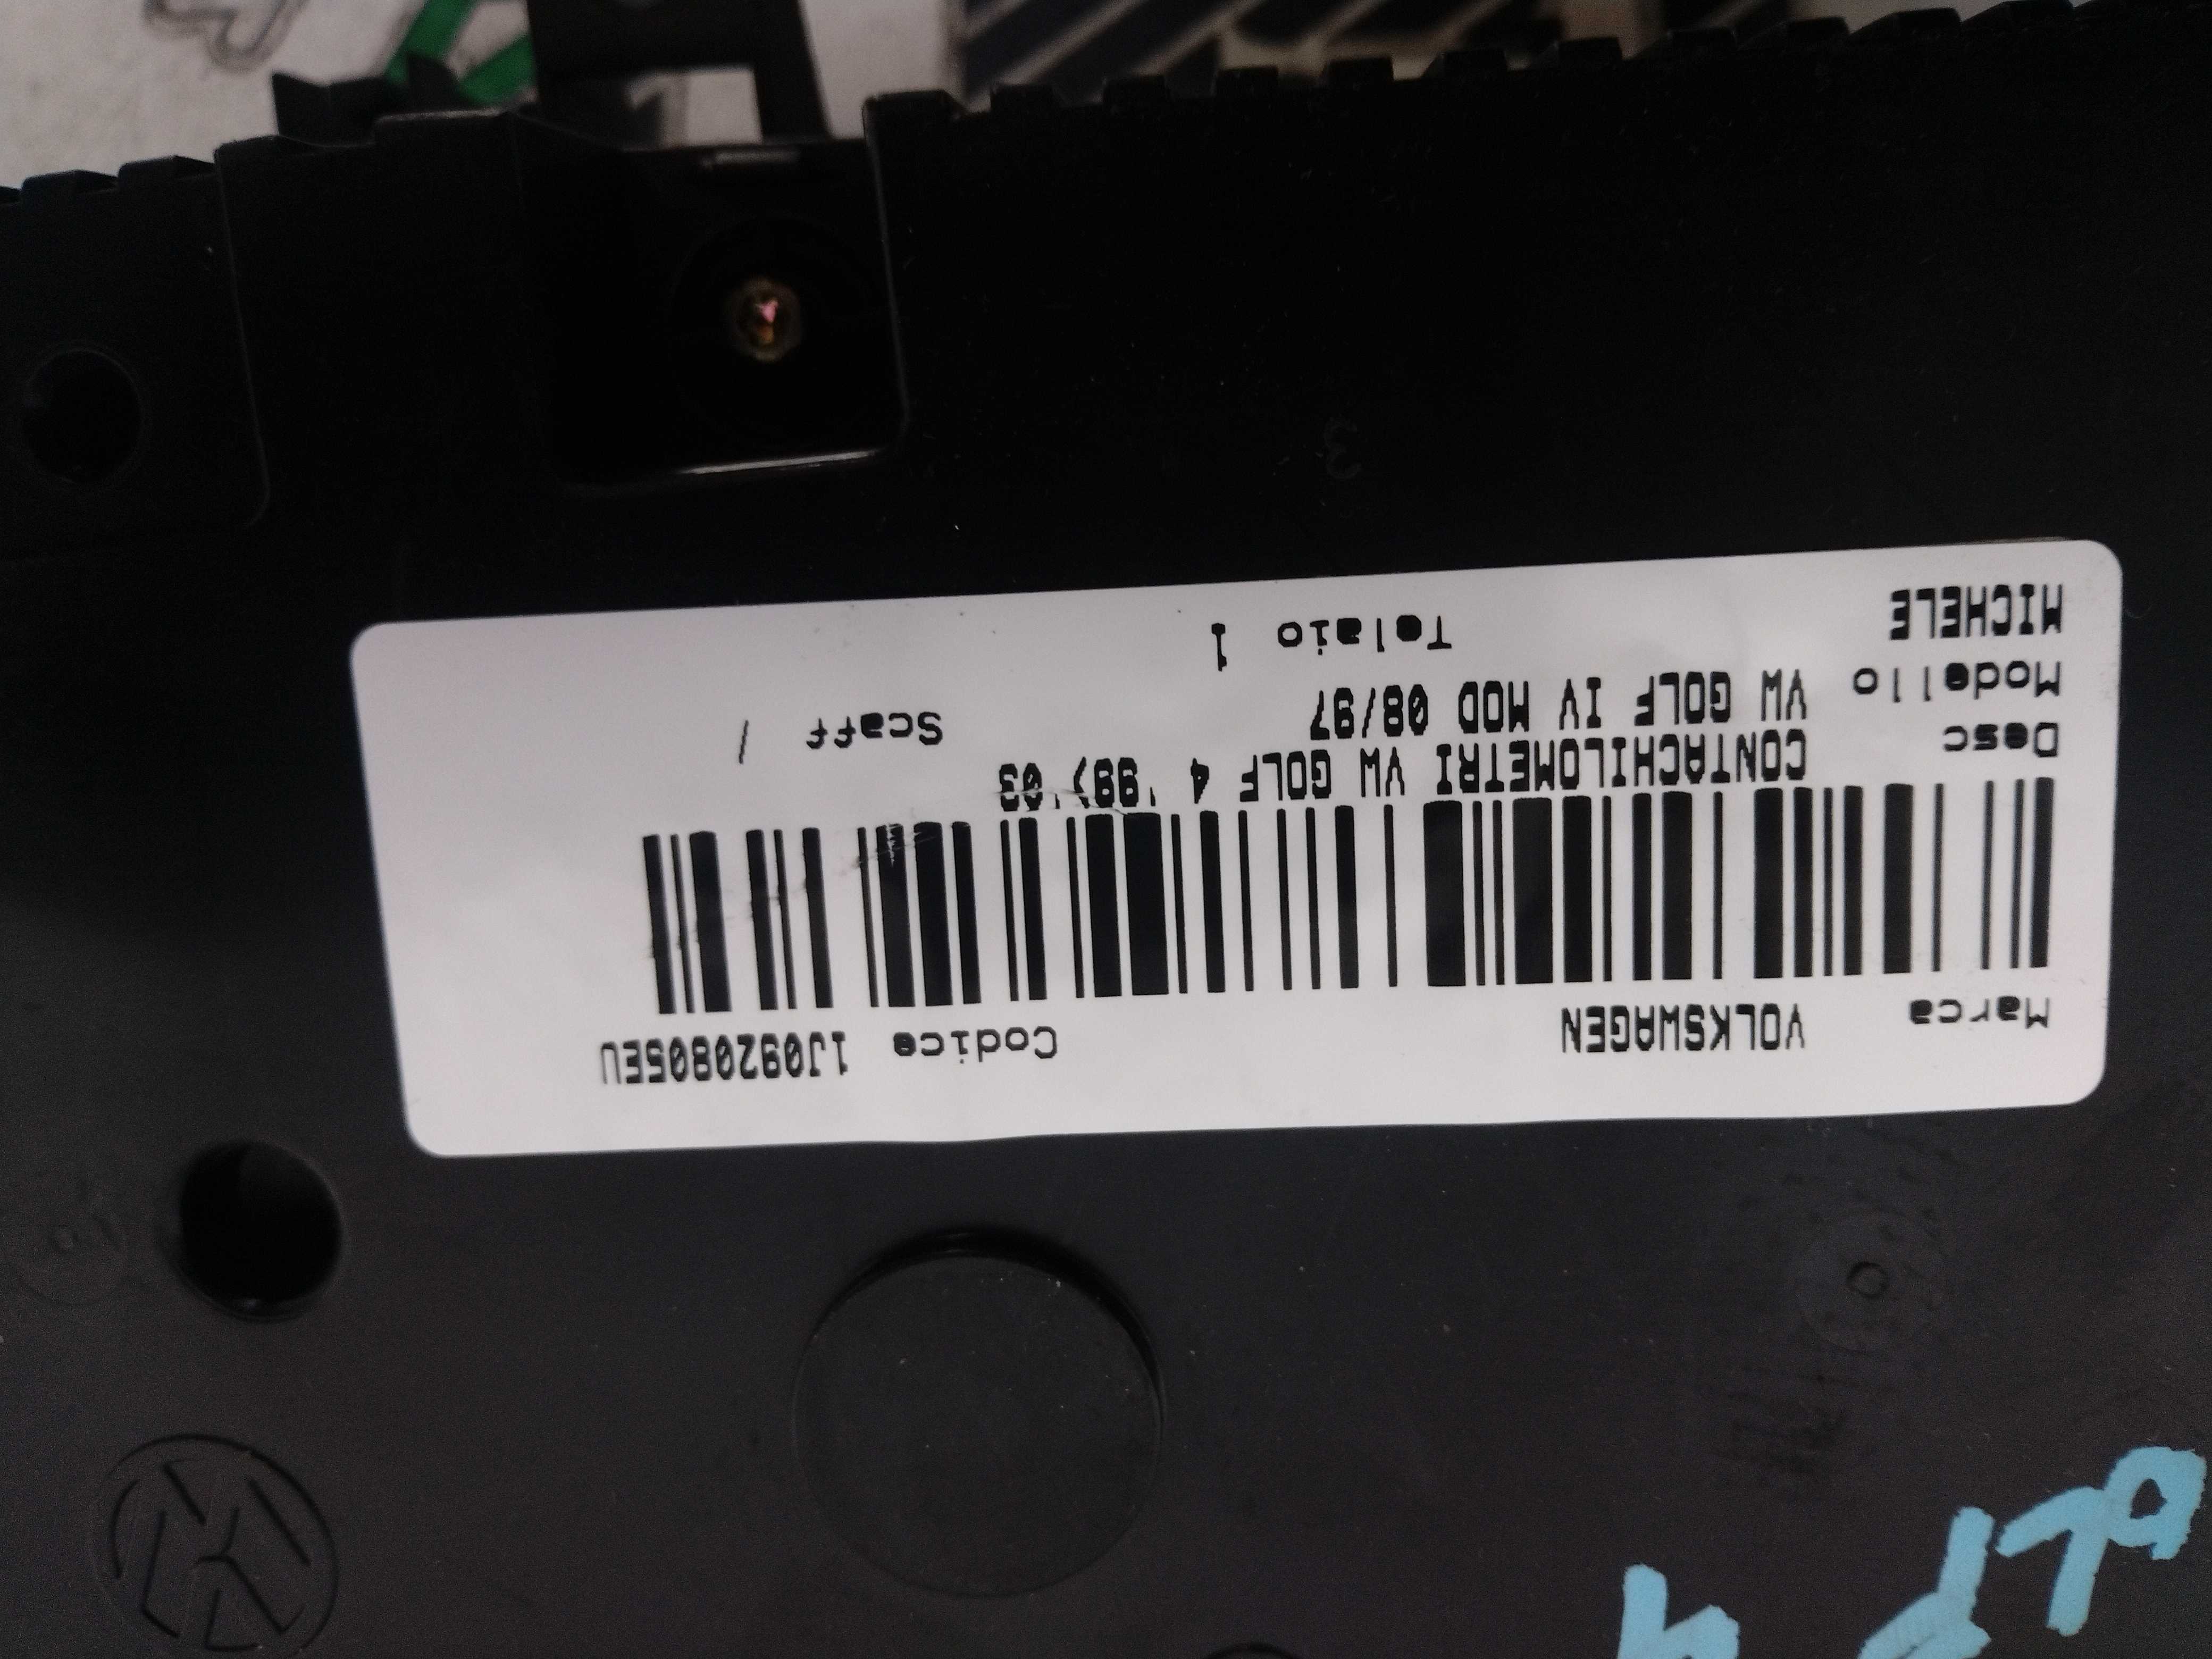 Marca VOLKSWAGEN Codice 1J0920805EU
Desc CONTACHILOMETRI VW GOLF 4 '99>'03
Modello VW GOLF IV MOD 08/97 Scaff /
MICHELE Telaio 1
3